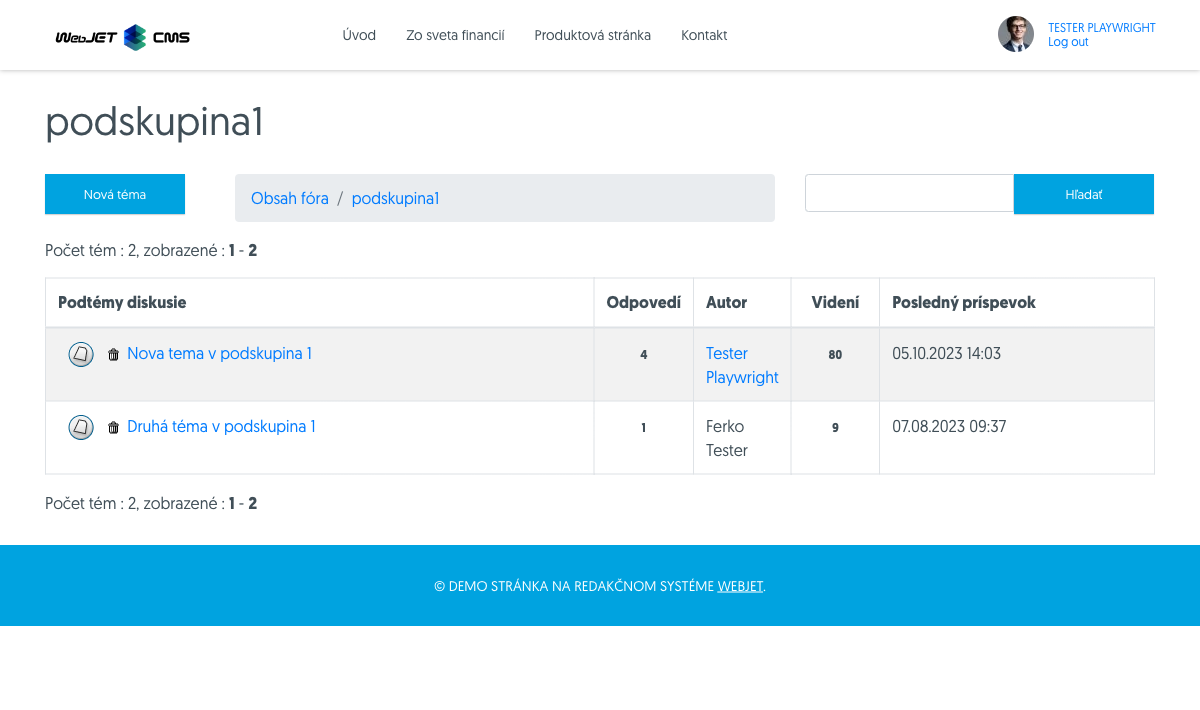 WebJET CMS
Úvod
Zo sveta financií
Produktová stránka
Kontakt
TESTER PLAYWRIGHT
Log out
podskupina1
Nová téma
Obsah fóra / podskupina1
Hľadať
Počet tém : 2, zobrazené : 1 - 2
Podtémy diskusie
Odpovedí
Autor
Videní
Posledný príspevok
Nova tema v podskupina 1
4
Tester
Playwright
80
05.10.2023 14:03
Druhá téma v podskupina 1
1
Ferko
Tester
9
07.08.2023 09:37
Počet tém : 2, zobrazené : 1 - 2
© DEMO STRÁNKA NA REDAKČNOM SYSTÉME WEBJET.